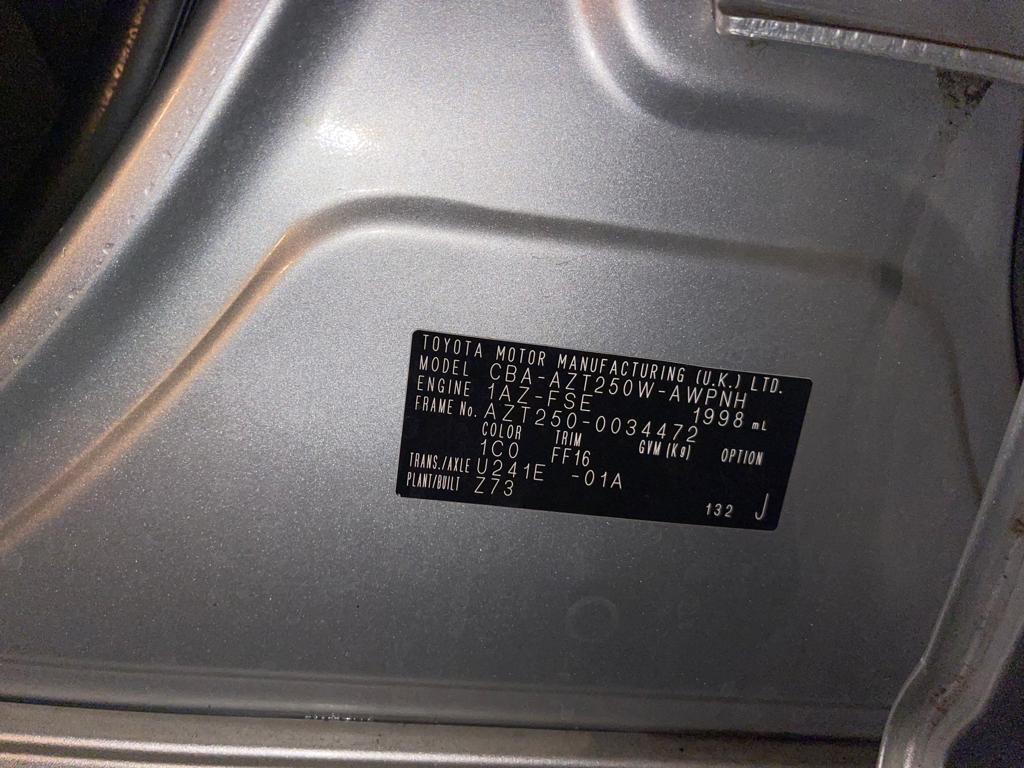 TOYOTA MOTOR MANUFACTURING (U.K.) LTD.
MODEL CBA-AZT250W-AWPNH
ENGINE 1AZ-FSE 1998 mL
FRAME No. AZT250-0034472
COLOR TRIM GVM (Kg) OPTION
1C0 FF16
TRANS./AXLE U241E -01A
PLANT/BUILT Z73
132 J